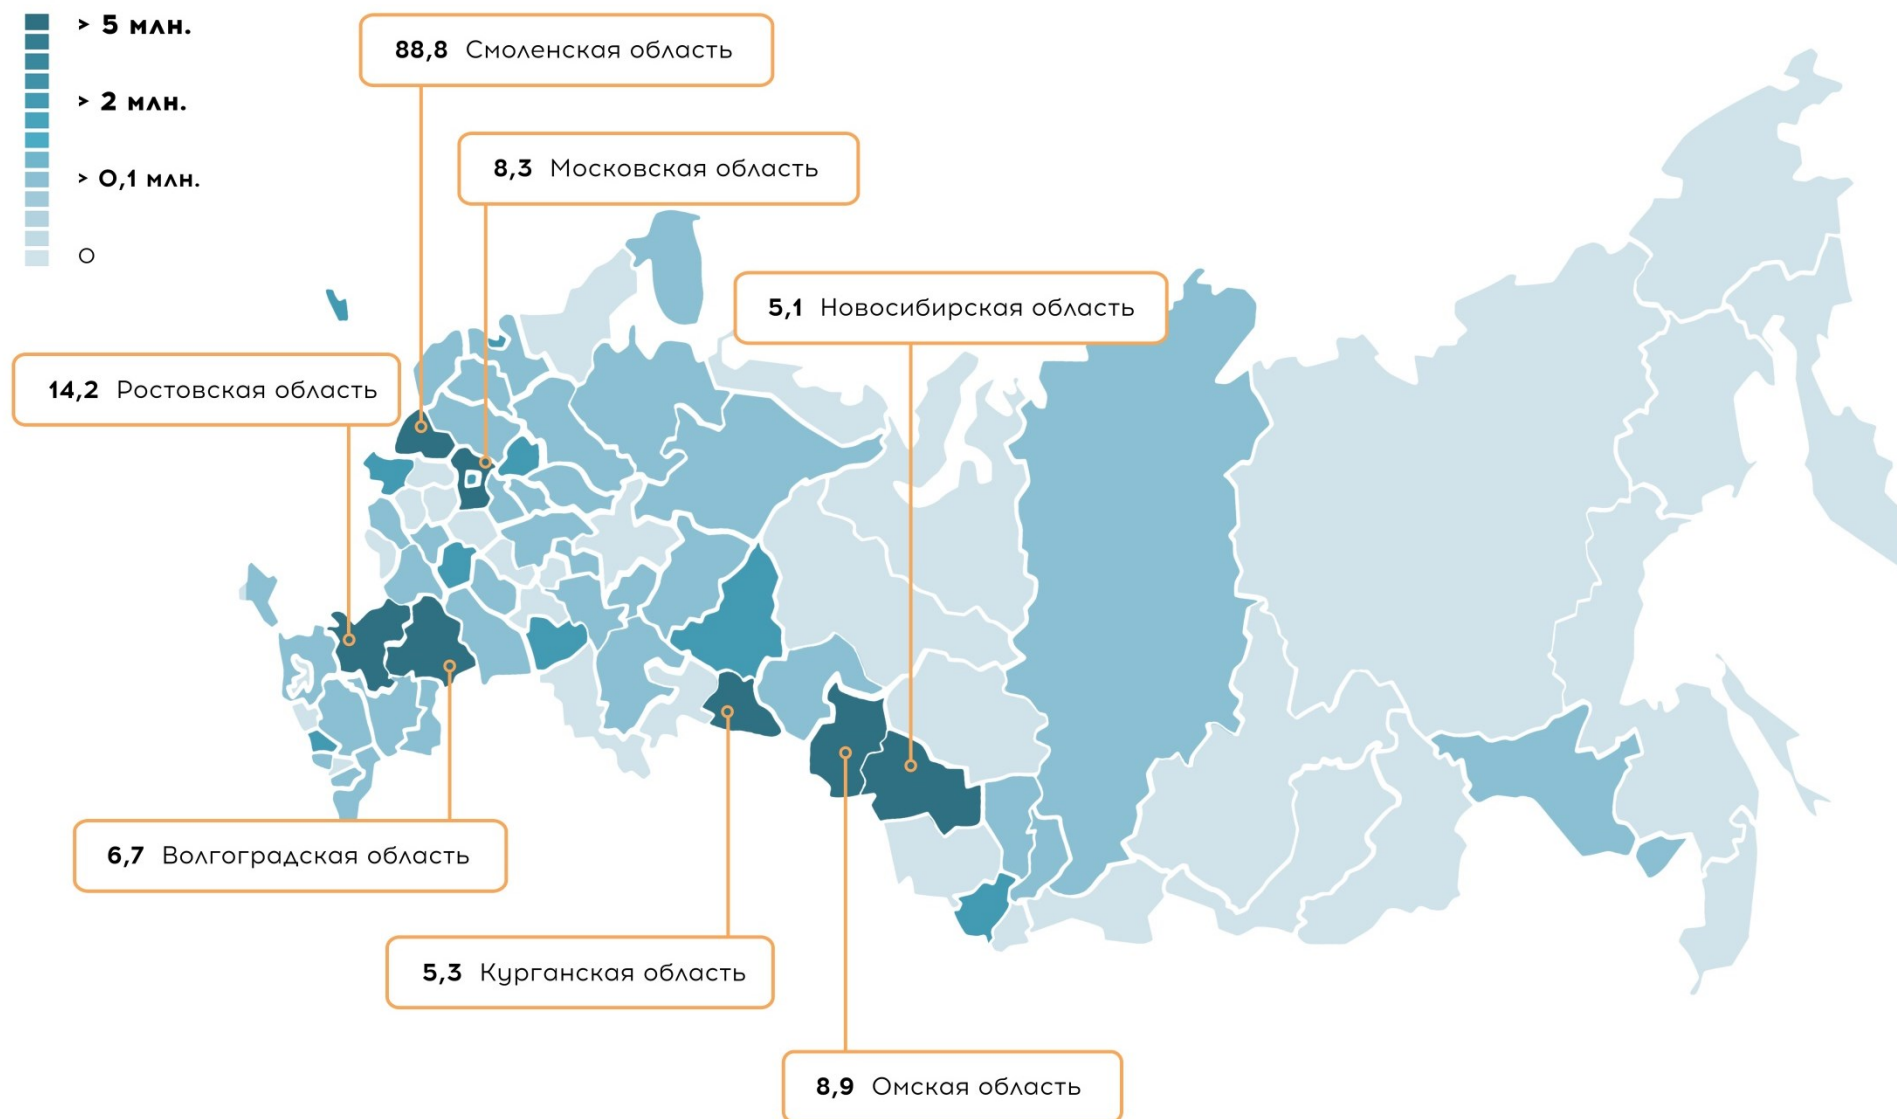 > 5 млн.
> 2 млн.
> 0,1 млн.
0
88,8 Смоленская область
8,3 Московская область
5,1 Новосибирская область
14,2 Ростовская область
6,7 Волгоградская область
5,3 Курганская область
8,9 Омская область